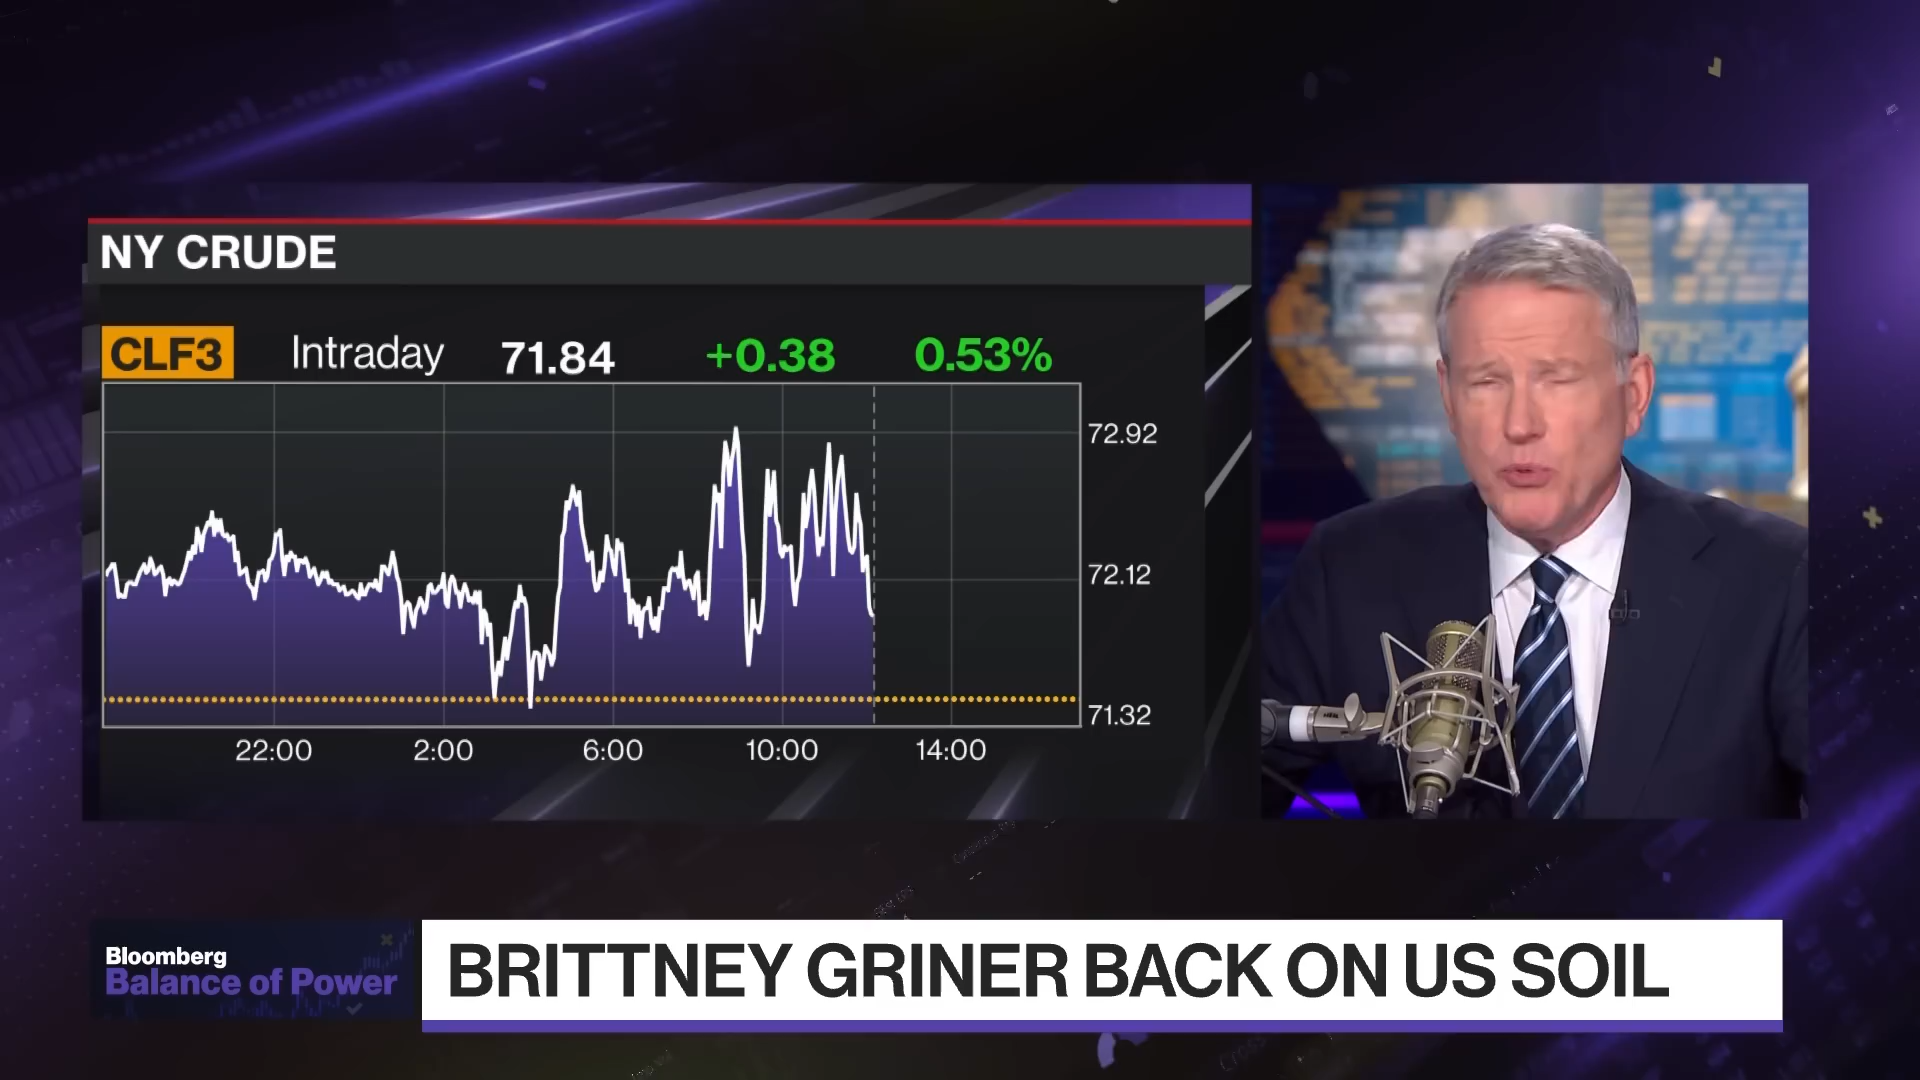 NY CRUDE
CLF3 Intraday 71.84 +0.38 0.53%
72.92
72.12
71.32
22:00 2:00 6:00 10:00 14:00
Bloomberg
Balance of Power
BRITTNEY GRINER BACK ON US SOIL